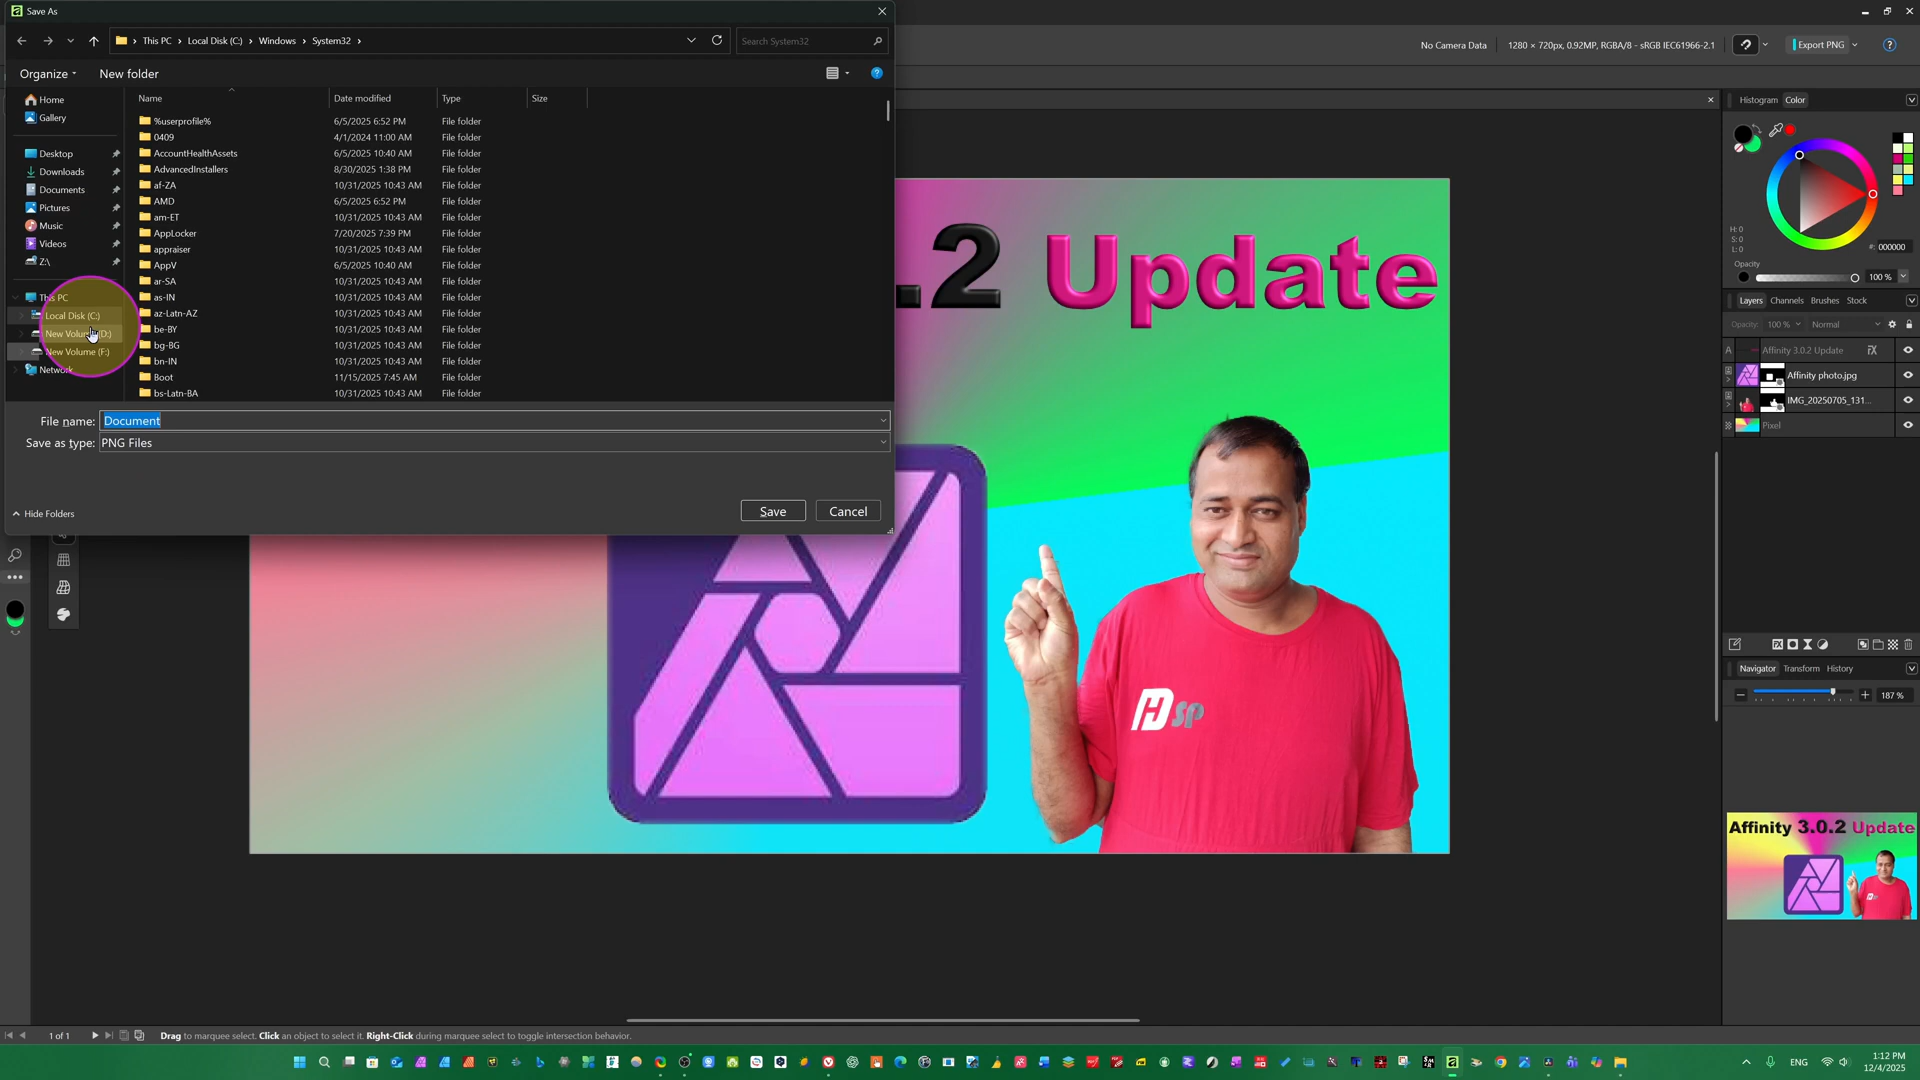 Save As
This PC > Local Disk (C:) > Windows > System32 >
Search System32
No Camera Data
1280 × 720px, 0.92MP, RGBA/8 - sRGB IEC61966-2.1
Export PNG
Organize
New folder
Name
Date modified
Type
Size
Home
Gallery
Desktop
Downloads
Documents
Pictures
Music
Videos
Z:\
This PC
Local Disk (C:)
New Volume (D:)
New Volume (F:)
Network
%userprofile% 6/5/2025 6:52 PM File folder
0409 4/1/2024 11:00 AM File folder
AccountHealthAssets 6/5/2025 10:40 AM File folder
AdvancedInstallers 8/30/2025 1:38 PM File folder
af-ZA 10/31/2025 10:43 AM File folder
AMD 6/5/2025 6:52 PM File folder
am-ET 10/31/2025 10:43 AM File folder
AppLocker 7/20/2025 7:39 PM File folder
appraiser 10/31/2025 10:43 AM File folder
AppV 6/5/2025 10:40 AM File folder
ar-SA 10/31/2025 10:43 AM File folder
as-IN 10/31/2025 10:43 AM File folder
az-Latn-AZ 10/31/2025 10:43 AM File folder
be-BY 10/31/2025 10:43 AM File folder
bg-BG 10/31/2025 10:43 AM File folder
bn-IN 10/31/2025 10:43 AM File folder
Boot 11/15/2025 7:45 AM File folder
bs-Latn-BA 10/31/2025 10:43 AM File folder
File name: Document
Save as type: PNG Files
Hide Folders
Save
Cancel
.2 Update
HSP
Histogram Color
H: 0
S: 0
L: 0
#: 000000
Opacity
100 %
Layers Channels Brushes Stock
Opacity: 100 % Normal
A Affinity 3.0.2 Update FX
Affinity photo.jpg
IMG_20250705_131...
Pixel
Navigator Transform History
187 %
Affinity 3.0.2 Update
1 of 1
Drag to marquee select. Click an object to select it. Right-Click during marquee select to toggle intersection behavior.
ENG
1:12 PM
12/4/2025